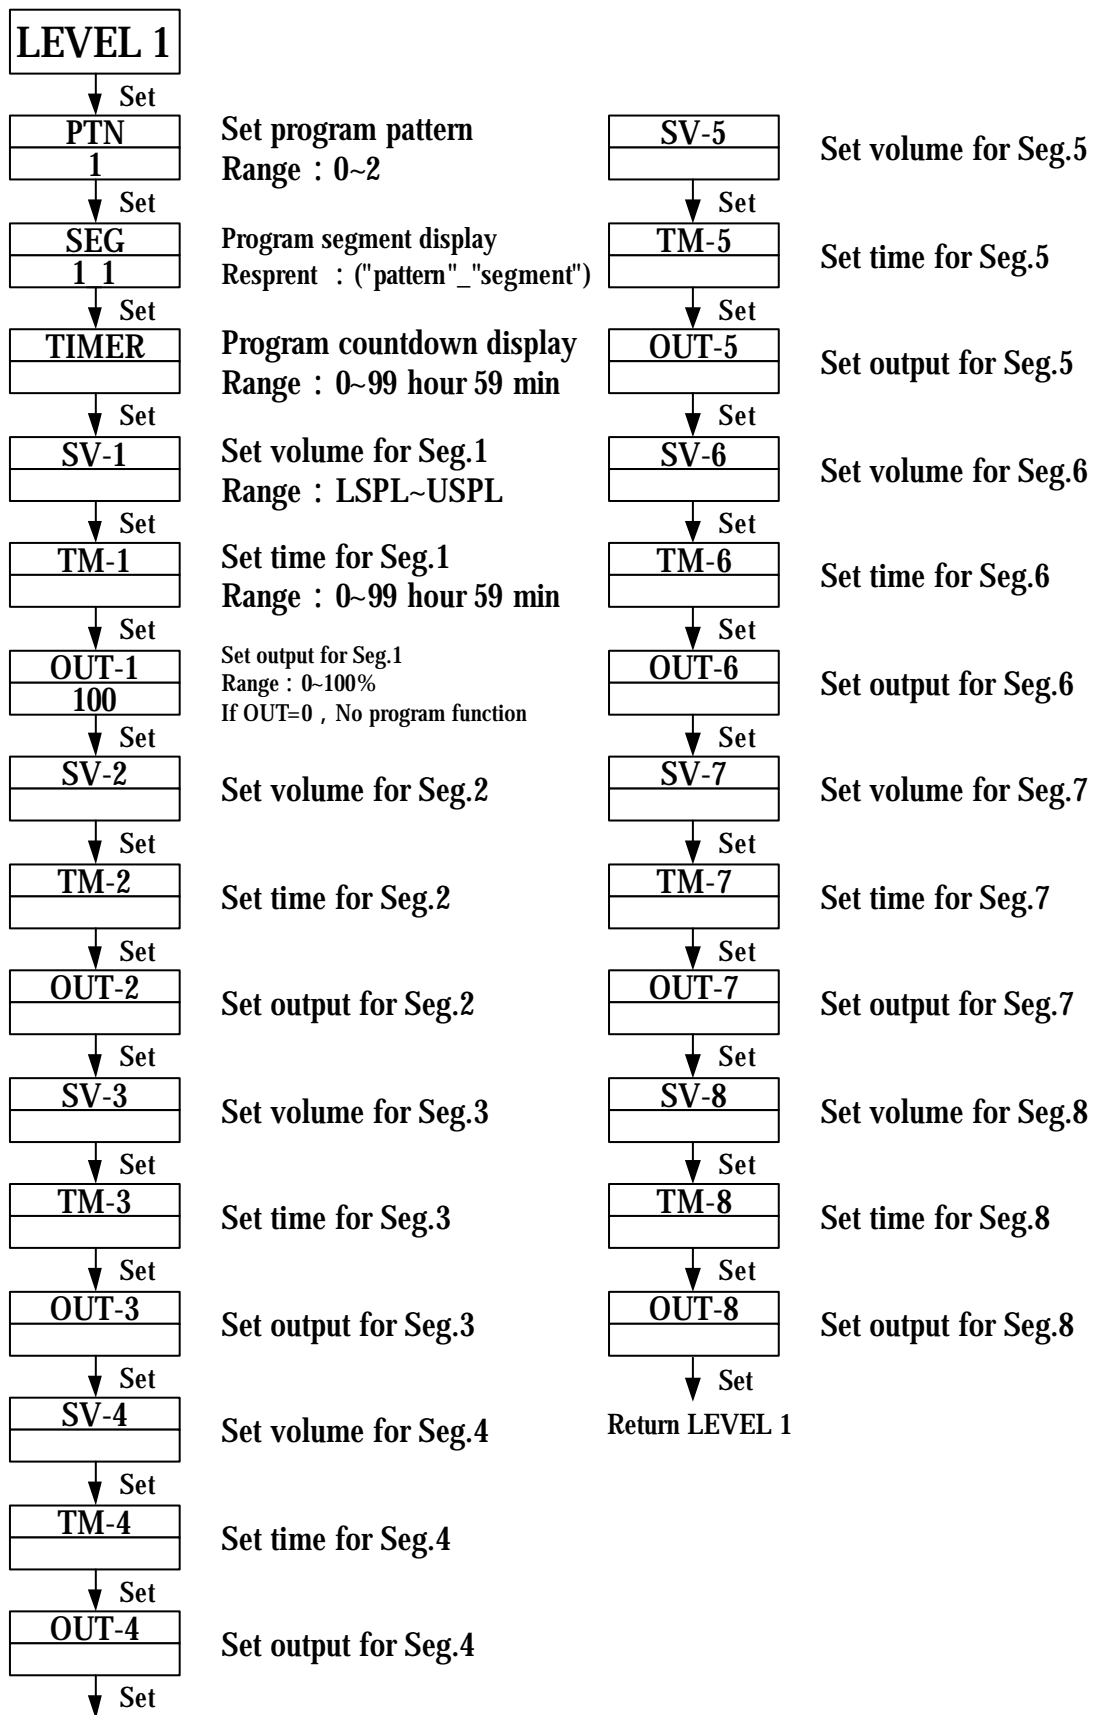 LEVEL 1
Set
PTN
1
Set program pattern
Range : 0~2
Set
SEG
1_1
Program segment display
Resprent : ("pattern"_"segment")
Set
TIMER
Program countdown display
Range : 0~99 hour 59 min
Set
SV-1
Set volume for Seg.1
Range : LSPL~USPL
Set
TM-1
Set time for Seg.1
Range : 0~99 hour 59 min
Set
OUT-1
100
Set output for Seg.1
Range : 0~100%
If OUT=0 , No program function
Set
SV-2
Set volume for Seg.2
Set
TM-2
Set time for Seg.2
Set
OUT-2
Set output for Seg.2
Set
SV-3
Set volume for Seg.3
Set
TM-3
Set time for Seg.3
Set
OUT-3
Set output for Seg.3
Set
SV-4
Set volume for Seg.4
Set
TM-4
Set time for Seg.4
Set
OUT-4
Set output for Seg.4
Set
SV-5
Set volume for Seg.5
Set
TM-5
Set time for Seg.5
Set
OUT-5
Set output for Seg.5
Set
SV-6
Set volume for Seg.6
Set
TM-6
Set time for Seg.6
Set
OUT-6
Set output for Seg.6
Set
SV-7
Set volume for Seg.7
Set
TM-7
Set time for Seg.7
Set
OUT-7
Set output for Seg.7
Set
SV-8
Set volume for Seg.8
Set
TM-8
Set time for Seg.8
Set
OUT-8
Set output for Seg.8
Set
Return LEVEL 1